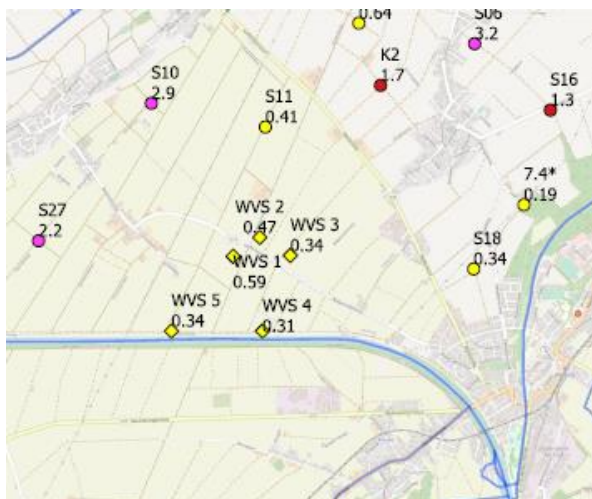 0.64
S06
3.2
K2
1.7
S10
2.9
S16
1.3
S11
0.41
7.4*
0.19
S27
2.2
WVS 2
0.47
WVS 3
0.34
WVS 1
0.59
S18
0.34
WVS 5
0.34
WVS 4
0.31